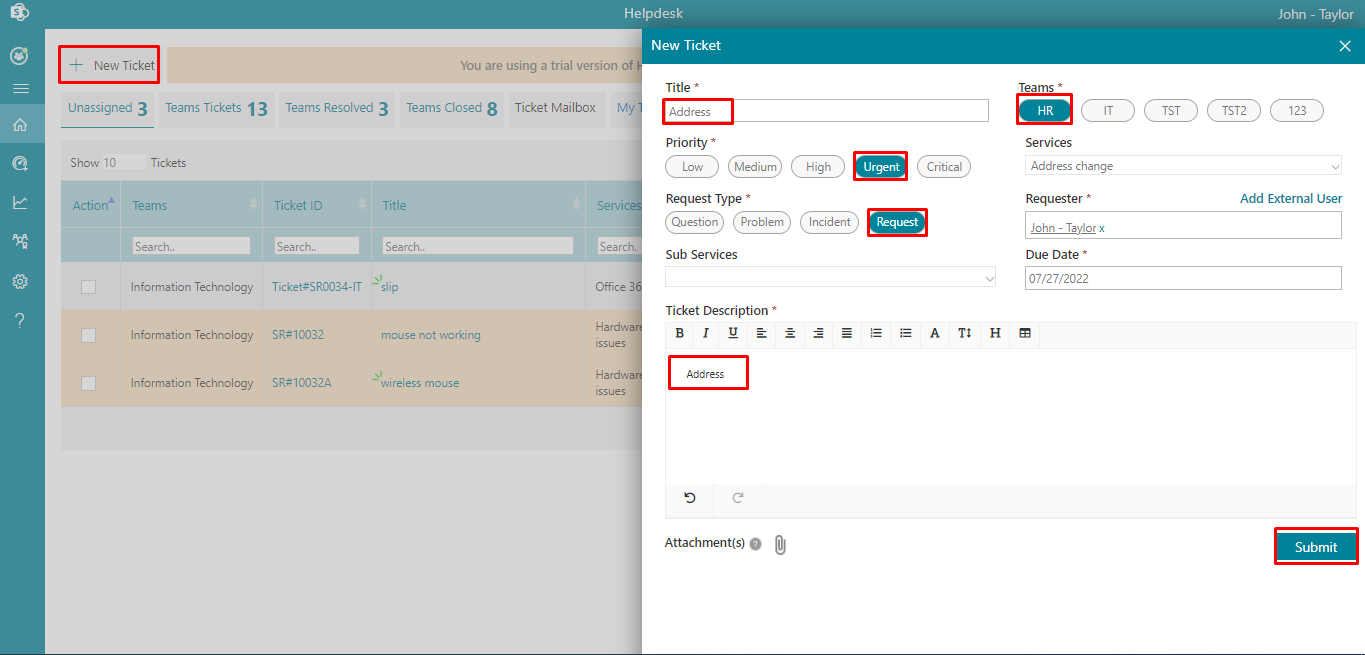 Helpdesk
John - Taylor
New Ticket
You are using a trial version of
Unassigned 3
Teams Tickets 13
Teams Resolved 3
Teams Closed 8
Ticket Mailbox
My
Show 10 Tickets
Action Teams Ticket ID Title Services
Search.. Search.. Search.. Search..
Information Technology Ticket#SR0034-IT slip Office 36
Information Technology SR#10032 mouse not working Hardware
issues
Information Technology SR#10032A wireless mouse Hardware
issues
New Ticket
Title *
Address
Teams *
HR IT TST TST2 123
Priority *
Low Medium High Urgent Critical
Services
Address change
Request Type *
Question Problem Incident Request
Requester * Add External User
John - Taylor x
Sub Services
Due Date *
07/27/2022
Ticket Description *
B I U A T H
Address
Attachment(s) ?
Submit